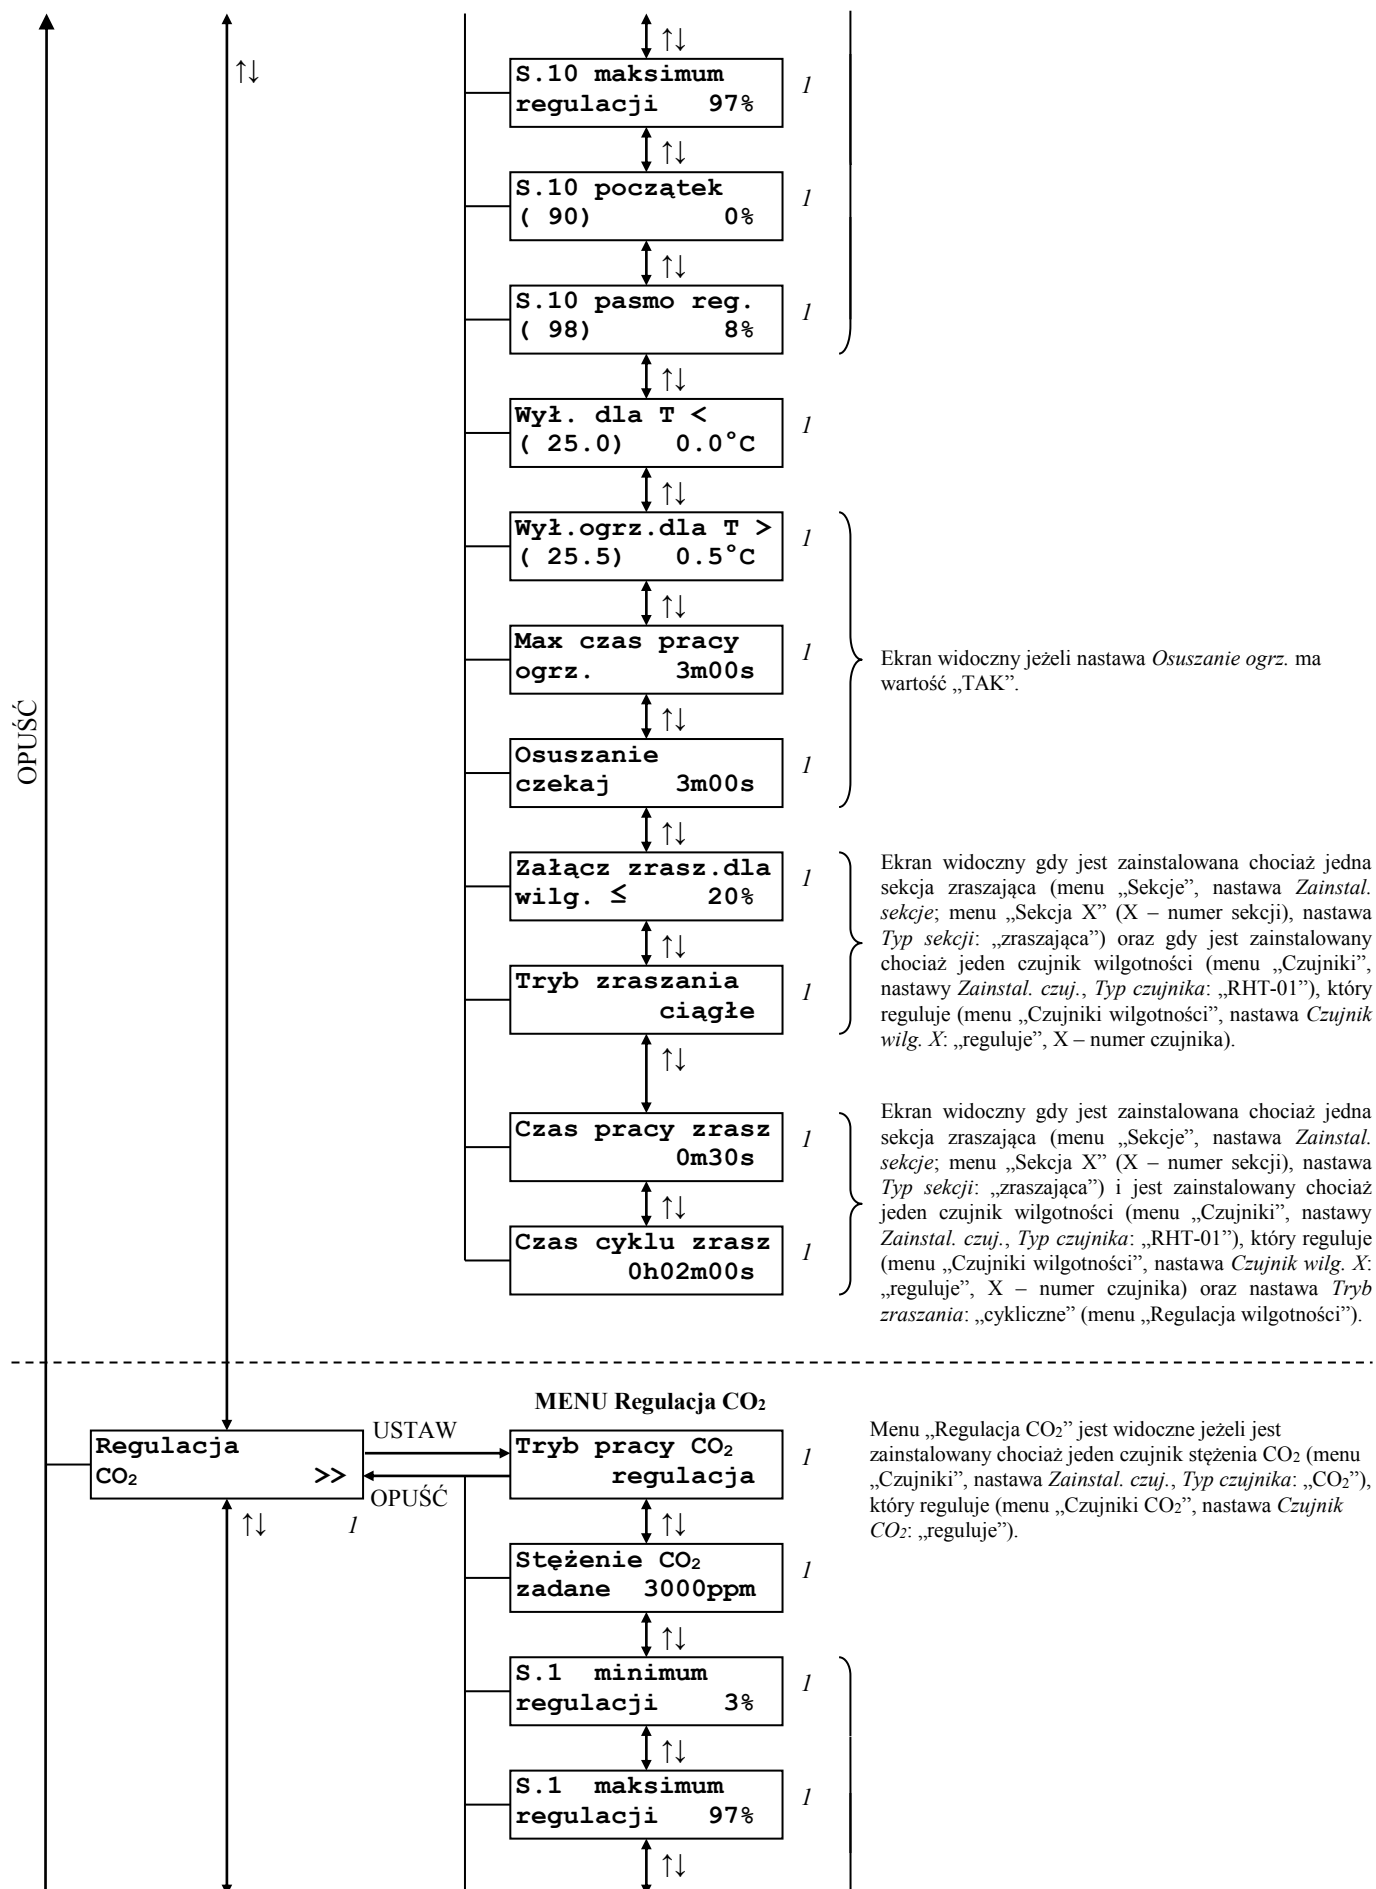 ↑↓
↑↓
S.10 maksimum
regulacji 97%
1
↑↓
S.10 początek
( 90) 0%
1
↑↓
S.10 pasmo reg.
( 98) 8%
1
↑↓
Wył. dla T <
( 25.0) 0.0°C
1
↑↓
Wył.ogrz.dla T >
( 25.5) 0.5°C
1
↑↓
Max czas pracy
ogrz. 3m00s
1
Ekran widoczny jeżeli nastawa Osuszanie ogrz. ma
wartość „TAK”.
OPUŚĆ
↑↓
Osuszanie
czekaj 3m00s
1
↑↓
Załącz zrasz.dla
wilg. ≤ 20%
1
↑↓
Tryb zraszania
ciągłe
1
Ekran widoczny gdy jest zainstalowana chociaż jedna
sekcja zraszająca (menu „Sekcje”, nastawa Zainstal.
sekcje; menu „Sekcja X” (X – numer sekcji), nastawa
Typ sekcji: „zraszająca”) oraz gdy jest zainstalowany
chociaż jeden czujnik wilgotności (menu „Czujniki”,
nastawy Zainstal. czuj., Typ czujnika: „RHT-01”), który
reguluje (menu „Czujniki wilgotności”, nastawa Czujnik
wilg. X: „reguluje”, X – numer czujnika).
↑↓
Czas pracy zrasz
0m30s
1
↑↓
Czas cyklu zrasz
0h02m00s
1
Ekran widoczny gdy jest zainstalowana chociaż jedna
sekcja zraszająca (menu „Sekcje”, nastawa Zainstal.
sekcje; menu „Sekcja X” (X – numer sekcji), nastawa
Typ sekcji: „zraszająca”) i jest zainstalowany chociaż
jeden czujnik wilgotności (menu „Czujniki”, nastawy
Zainstal. czuj., Typ czujnika: „RHT-01”), który reguluje
(menu „Czujniki wilgotności”, nastawa Czujnik wilg. X:
„reguluje”, X – numer czujnika) oraz nastawa Tryb
zraszania: „cykliczne” (menu „Regulacja wilgotności”).
MENU Regulacja CO₂
Regulacja
CO₂ >>
↑↓ 1
USTAW
OPUŚĆ
Tryb pracy CO₂
regulacja
1
Menu „Regulacja CO₂” jest widoczne jeżeli jest
zainstalowany chociaż jeden czujnik stężenia CO₂ (menu
„Czujniki”, nastawa Zainstal. czuj., Typ czujnika: „CO₂”),
który reguluje (menu „Czujniki CO₂”, nastawa Czujnik
CO₂: „reguluje”).
↑↓
Stężenie CO₂
zadane 3000ppm
1
↑↓
S.1 minimum
regulacji 3%
1
↑↓
S.1 maksimum
regulacji 97%
1
↑↓